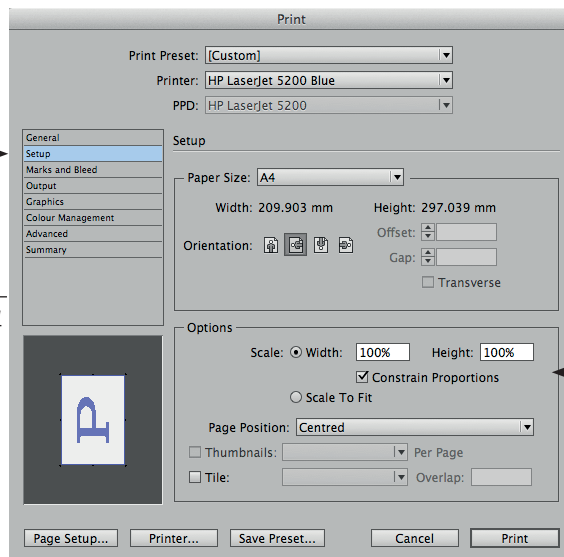 Print
Print Preset: [Custom]
Printer: HP LaserJet 5200 Blue
PPD: HP LaserJet 5200
General
Setup
Marks and Bleed
Output
Graphics
Colour Management
Advanced
Summary
Setup
Paper Size: A4
Width: 209.903 mm Height: 297.039 mm
Orientation:
Offset:
Gap:
Transverse
Options
Scale: Width: 100% Height: 100%
Constrain Proportions
Scale To Fit
Page Position: Centred
Thumbnails: Per Page
Tile: Overlap:
P
Page Setup... Printer... Save Preset... Cancel Print